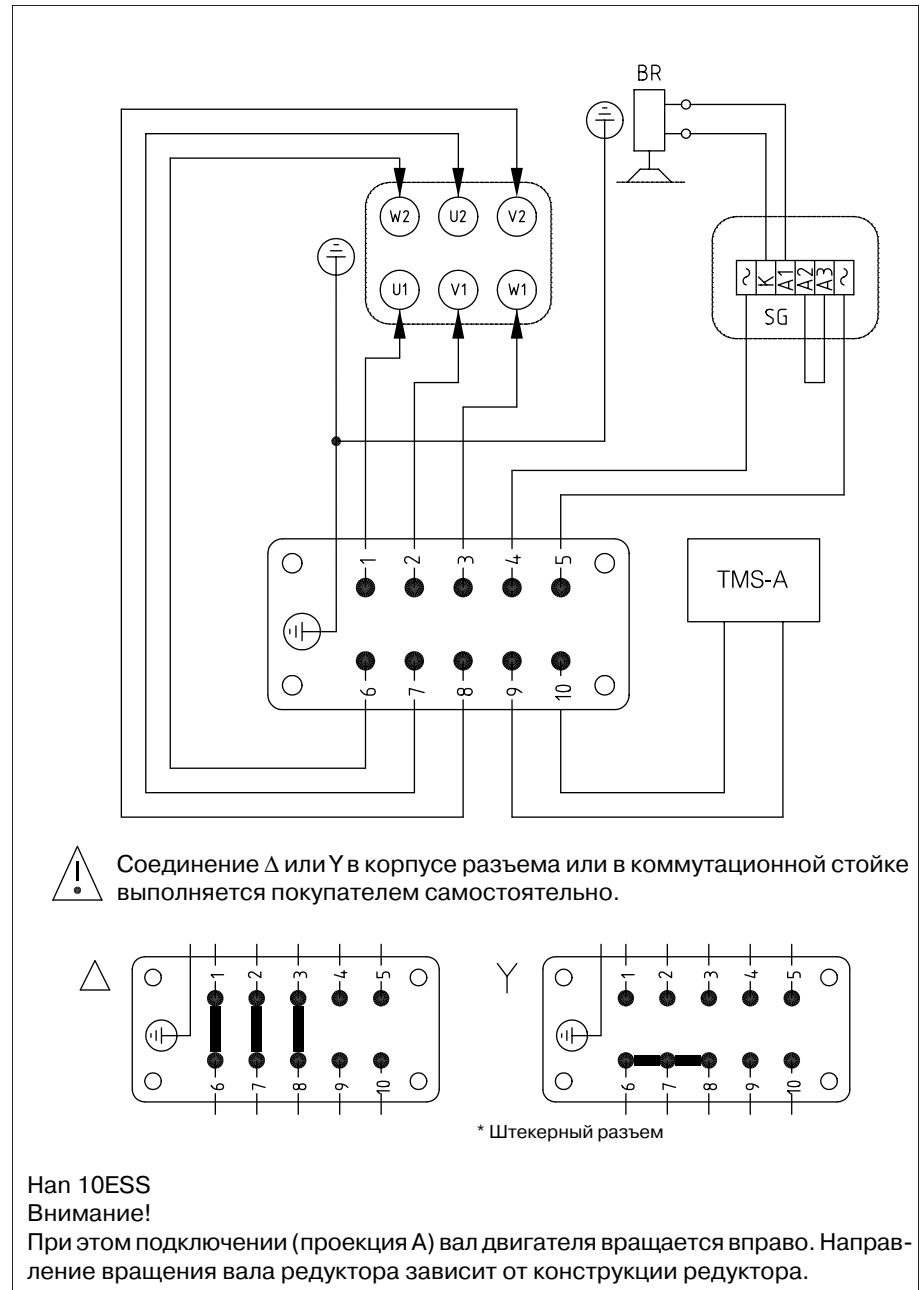 BR
W2 U2 V2
U1 V1 W1
~ K A1 A2 A3 ~
SG
1 2 3 4 5
TMS-A
6 7 8 9 10
Соединение Δ или Y в корпусе разъема или в коммутационной стойке
выполняется покупателем самостоятельно.
△ 1 2 3 4 5
6 7 8 9 10
Y 1 2 3 4 5
6 7 8 9 10
* Штекерный разъем
Han 10ESS
Внимание!
При этом подключении (проекция А) вал двигателя вращается вправо. Направ-
ление вращения вала редуктора зависит от конструкции редуктора.